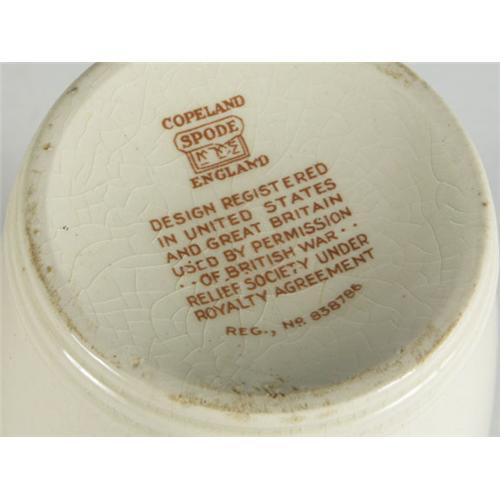 COPELAND
SPODE
ENGLAND
DESIGN REGISTERED
IN UNITED STATES
AND GREAT BRITAIN
USED BY PERMISSION
··OF BRITISH WAR··
RELIEF SOCIETY UNDER
ROYALTY AGREEMENT
REG., No. 838786